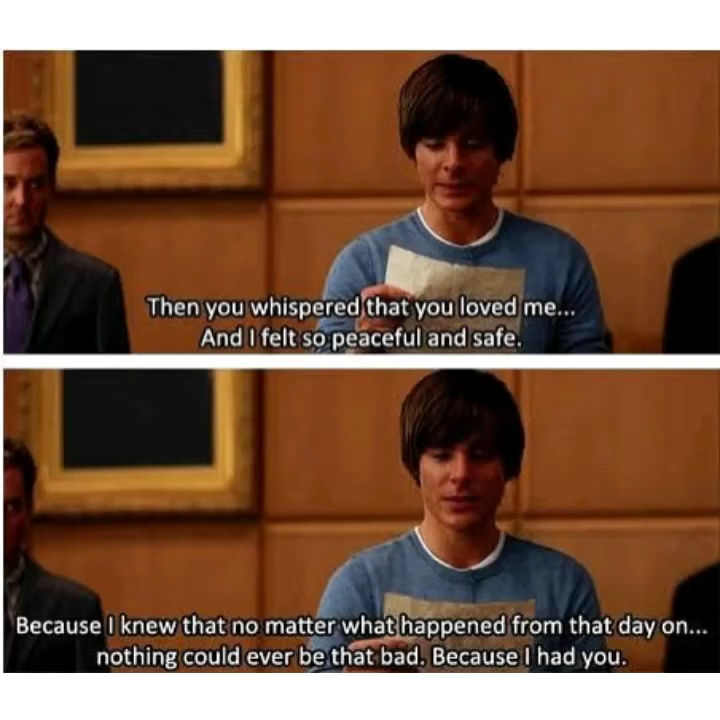 Then you whispered that you loved me...
And I felt so peaceful and safe.
Because I knew that no matter what happened from that day on...
nothing could ever be that bad. Because I had you.